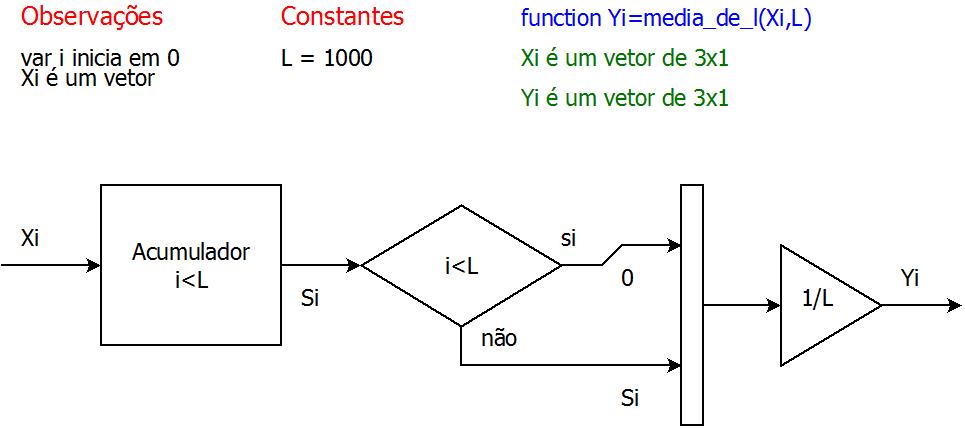 Observações
var i inicia em 0
Xi é um vetor
Constantes
L = 1000
function Yi=media_de_l(Xi,L)
Xi é um vetor de 3x1
Yi é um vetor de 3x1
Xi
Acumulador
i<L
Si
i<L
si
0
não
Si
1/L
Yi